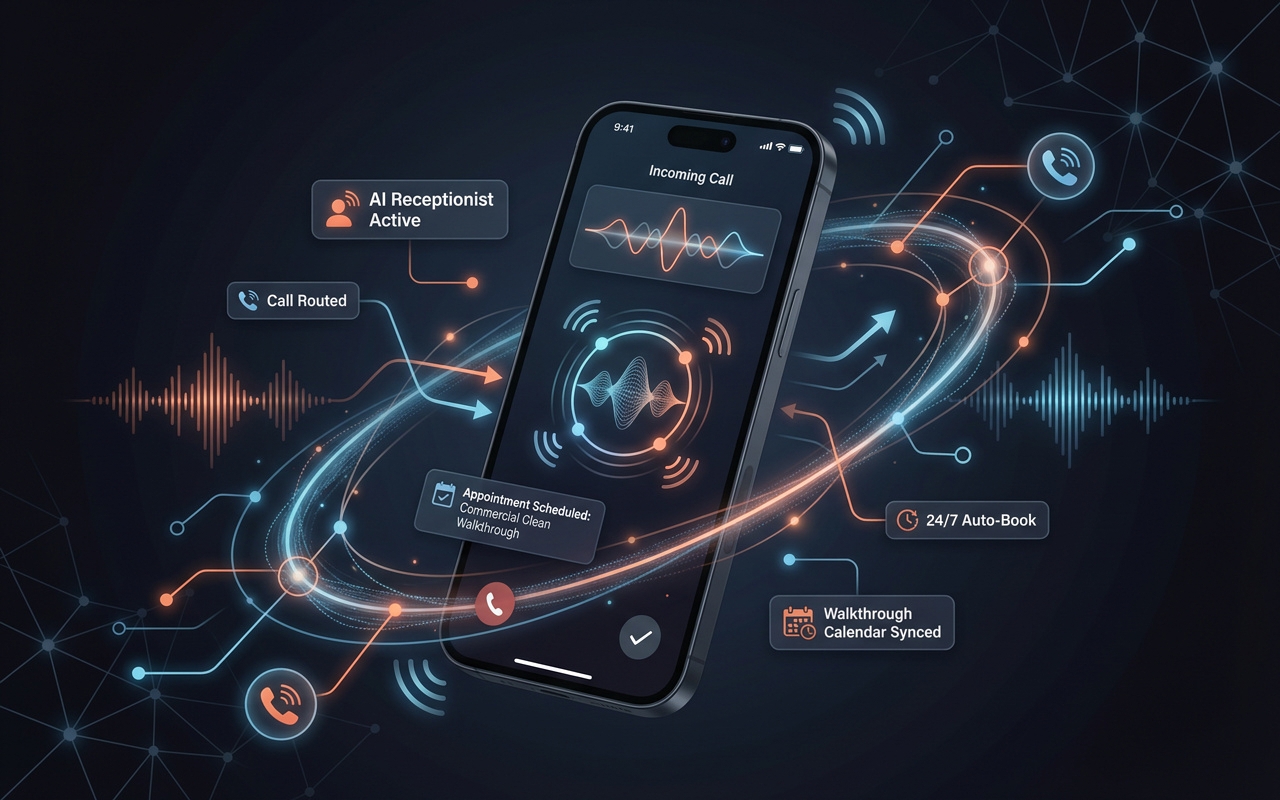 9:41
Incoming Call
AI Receptionist
Active
Call Routed
Appointment Scheduled:
Commercial Clean
Walkthrough
24/7 Auto-Book
Walkthrough
Calendar Synced